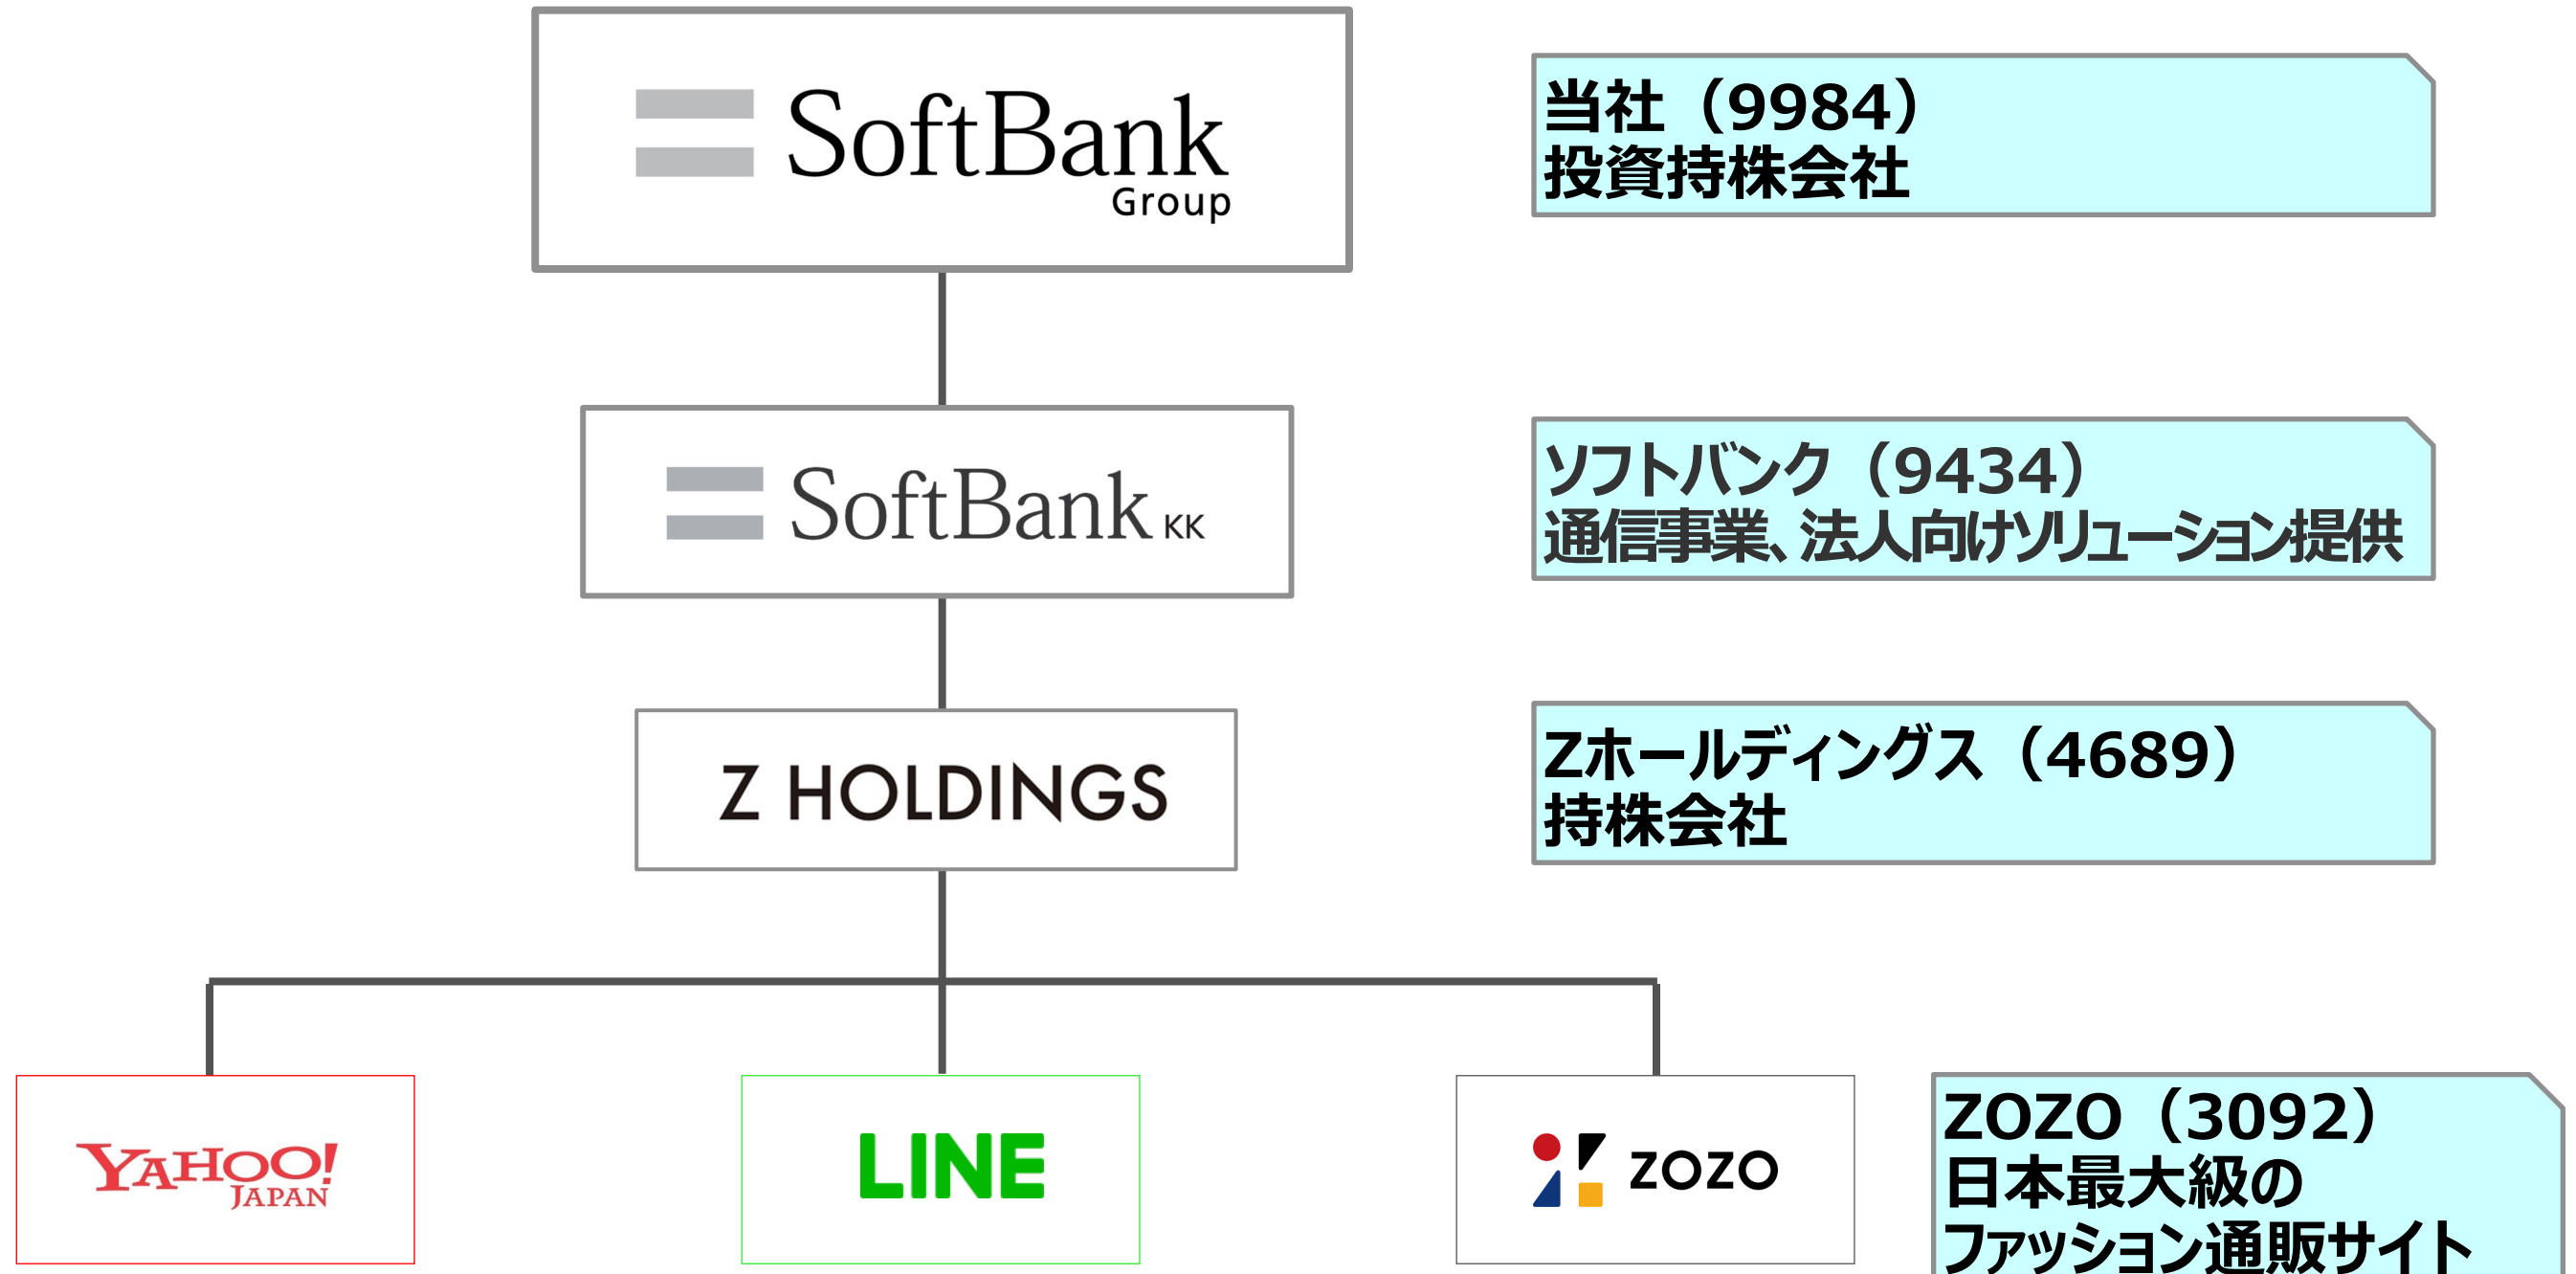 SoftBank
Group
当社（9984）
投資持株会社
SoftBank KK
ソフトバンク（9434）
通信事業、法人向けソリューション提供
Z HOLDINGS
Zホールディングス（4689）
持株会社
YAHOO!
JAPAN
LINE
ZOZO
ZOZO（3092）
日本最大級の
ファッション通販サイト